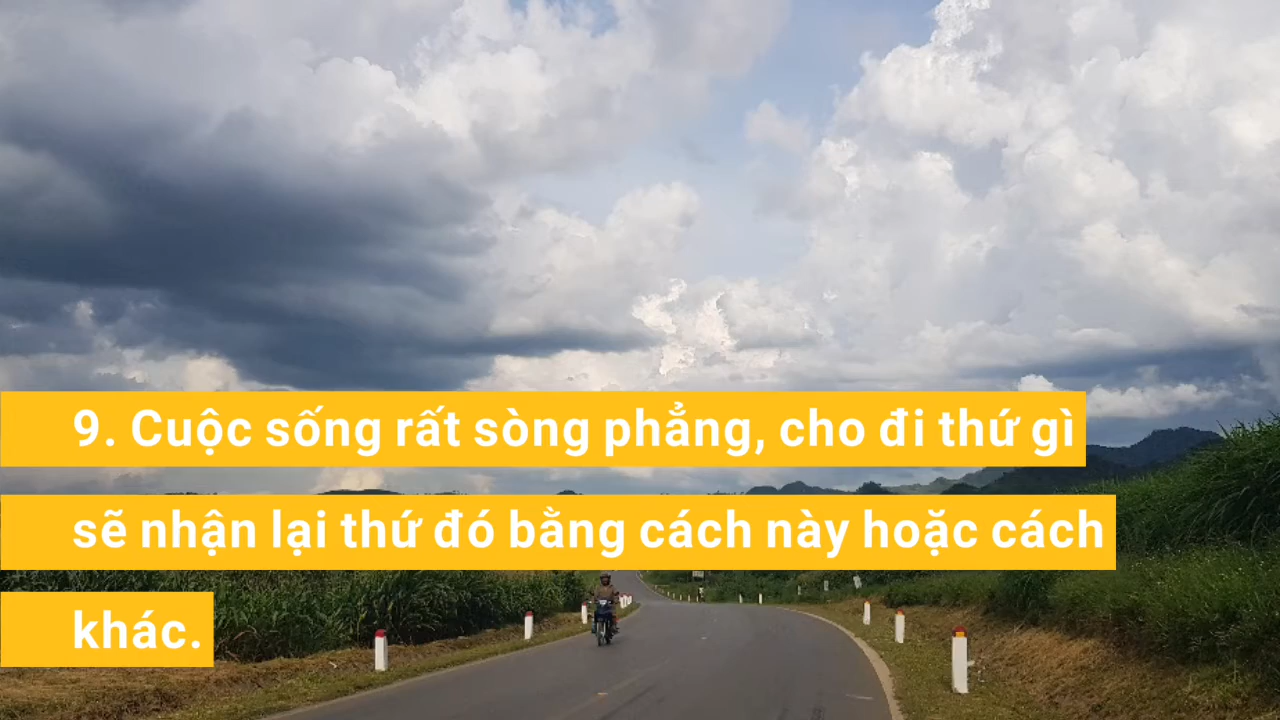 9. Cuộc sống rất sòng phẳng, cho đi thứ gì
sẽ nhận lại thứ đó bằng cách này hoặc cách
khác.